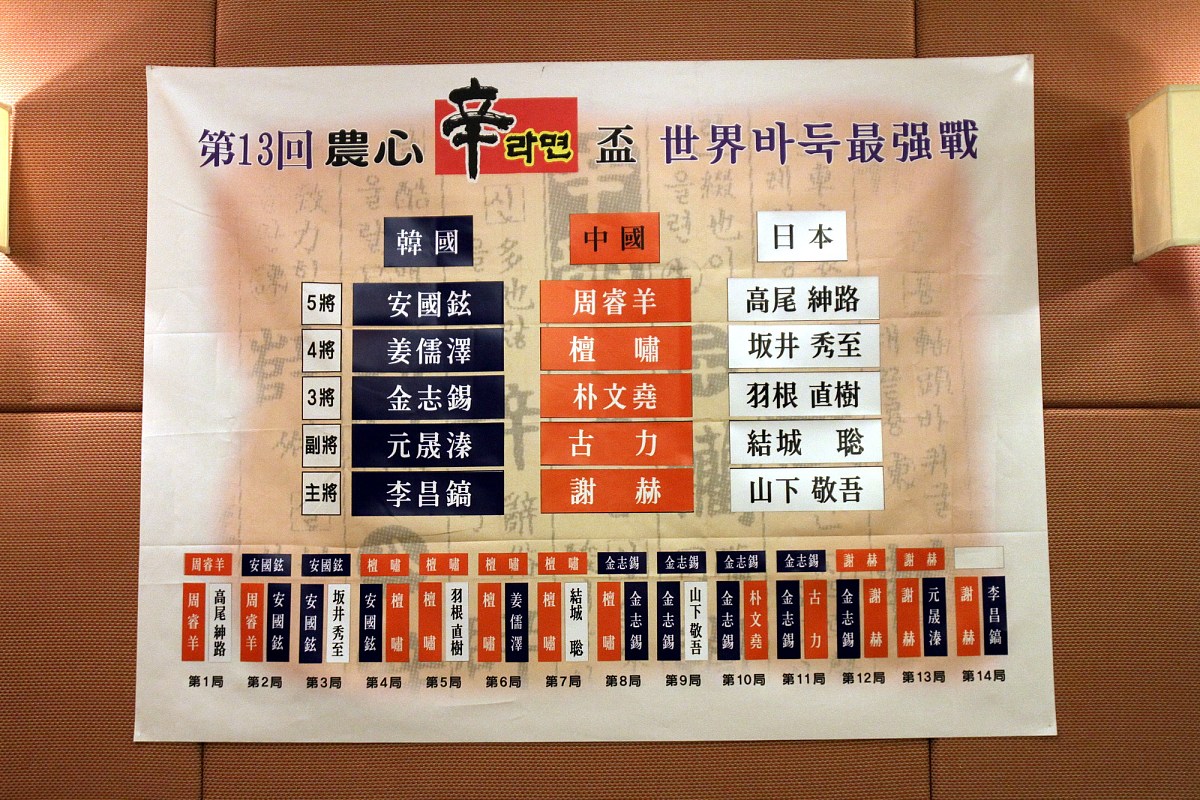 第13回 農心 辛라면 盃 世界바둑最强戰
韓國 中國 日本
5將 安國鉉 周睿羊 高尾 紳路
4將 姜儒澤 檀嘯 坂井 秀至
3將 金志錫 朴文堯 羽根 直樹
副將 元晟溱 古力 結城 聡
主將 李昌鎬 謝赫 山下 敬吾
周睿羊 安國鉉 安國鉉 檀嘯 檀嘯 檀嘯 檀嘯 金志錫 金志錫 金志錫 金志錫 謝赫 謝赫
周睿羊 高尾紳路 周睿羊 安國鉉 安國鉉 坂井秀至 安國鉉 檀嘯 檀嘯 羽根直樹 檀嘯 姜儒澤 檀嘯 結城聡 檀嘯 金志錫 金志錫 山下敬吾 金志錫 朴文堯 金志錫 古力 金志錫 謝赫 謝赫 元晟溱 謝赫 李昌鎬
第1局 第2局 第3局 第4局 第5局 第6局 第7局 第8局 第9局 第10局 第11局 第12局 第13局 第14局